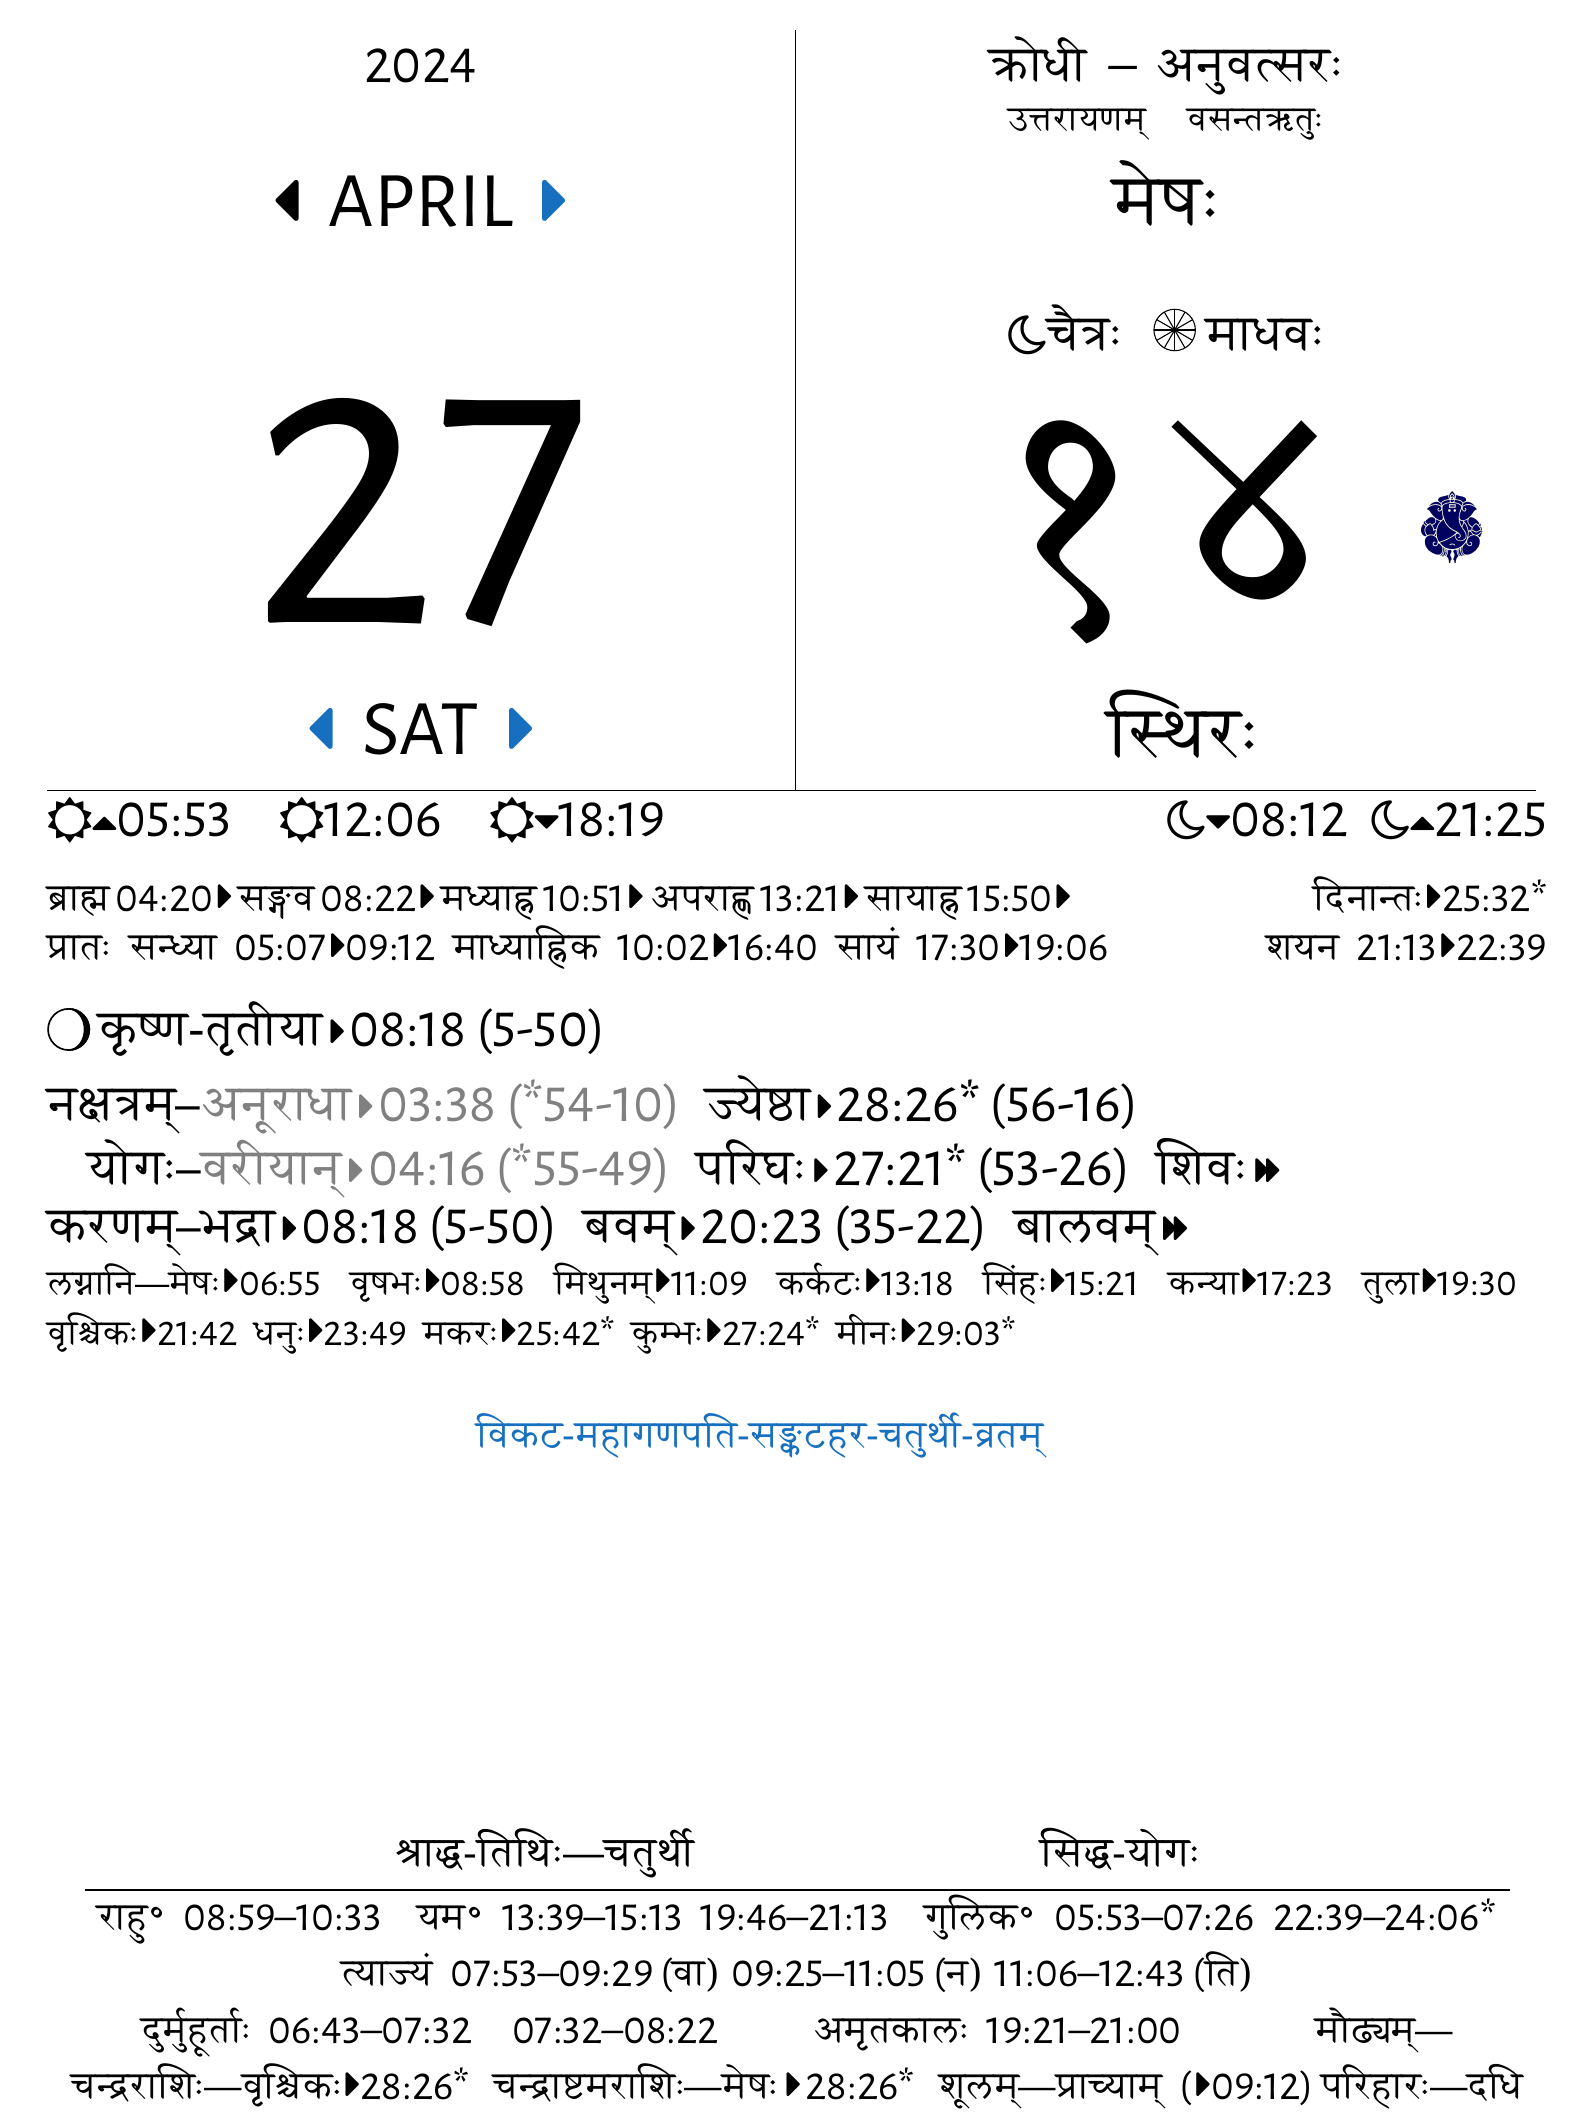 2024
APRIL
27
SAT
क्रोधी – अनुवत्सरः
उत्तरायणम् वसन्तऋतुः
मेषः
चैत्रः माधवः
१४
स्थिरः
05:53 12:06 18:19 08:12 21:25
ब्राह्म 04:20 सङ्गव 08:22 मध्याह्न 10:51 अपराह्ण 13:21 सायाह्न 15:50 दिनान्तः 25:32*
प्रातः सन्ध्या 05:07 09:12 माध्याह्निक 10:02 16:40 सायं 17:30 19:06 शयन 21:13 22:39
कृष्ण-तृतीया 08:18 (5-50)
नक्षत्रम्–अनूराधा 03:38 (*54-10) ज्येष्ठा 28:26* (56-16)
योगः–वरीयान् 04:16 (*55-49) परिघः 27:21* (53-26) शिवः
करणम्–भद्रा 08:18 (5-50) बवम् 20:23 (35-22) बालवम्
लग्नानि—मेषः 06:55 वृषभः 08:58 मिथुनम् 11:09 कर्कटः 13:18 सिंहः 15:21 कन्या 17:23 तुला 19:30
वृश्चिकः 21:42 धनुः 23:49 मकरः 25:42* कुम्भः 27:24* मीनः 29:03*
विकट-महागणपति-सङ्कटहर-चतुर्थी-व्रतम्
श्राद्ध-तिथिः—चतुर्थी सिद्ध-योगः
राहु॰ 08:59–10:33 यम॰ 13:39–15:13 19:46–21:13 गुलिक॰ 05:53–07:26 22:39–24:06*
त्याज्यं 07:53–09:29 (वा) 09:25–11:05 (न) 11:06–12:43 (ति)
दुर्मुहूर्ताः 06:43–07:32 07:32–08:22 अमृतकालः 19:21–21:00 मौढ्यम्—
चन्द्रराशिः—वृश्चिकः 28:26* चन्द्राष्टमराशिः—मेषः 28:26* शूलम्—प्राच्याम् ( 09:12) परिहारः—दधि